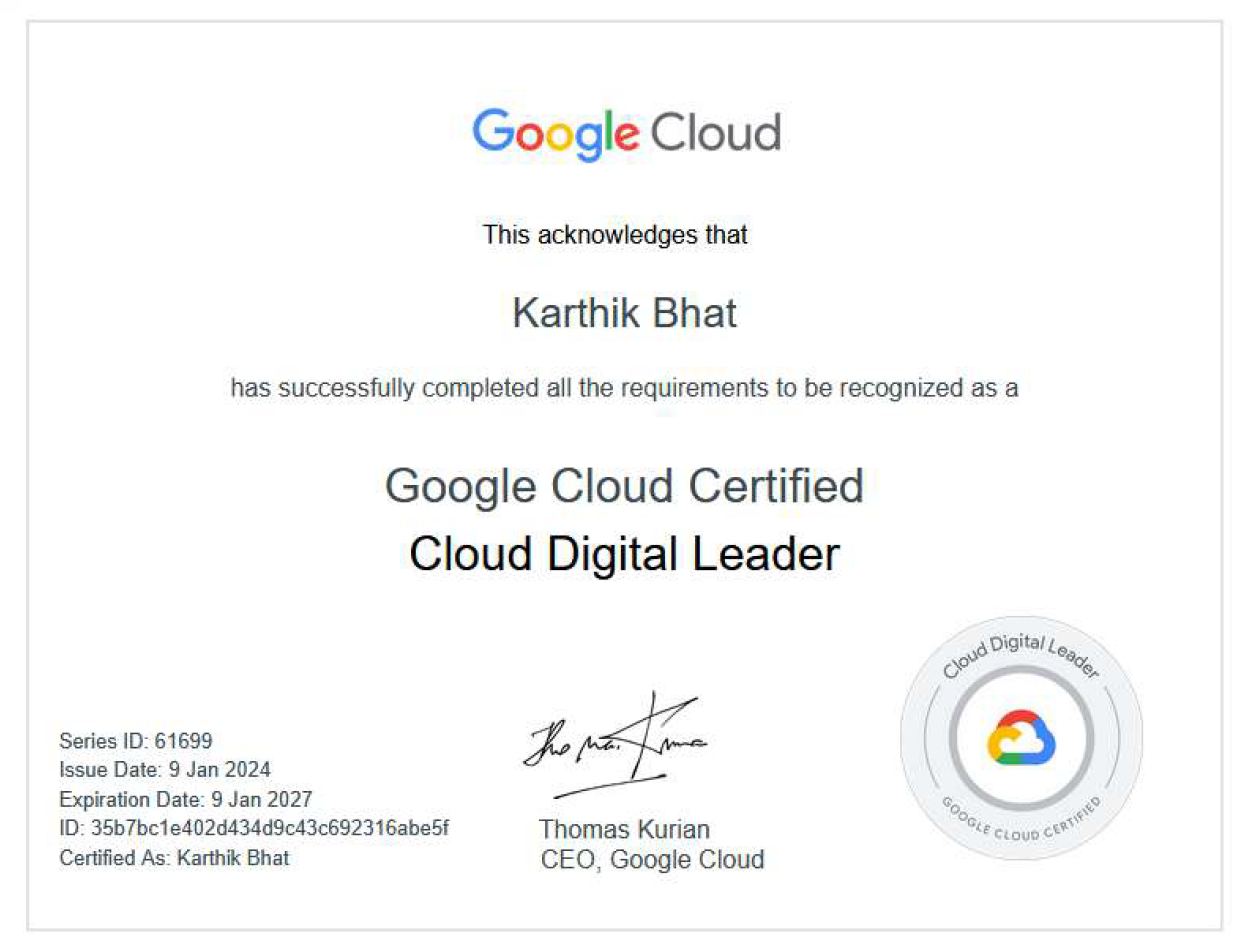 Google Cloud
This acknowledges that
Karthik Bhat
has successfully completed all the requirements to be recognized as a
Google Cloud Certified
Cloud Digital Leader
Series ID: 61699
Issue Date: 9 Jan 2024
Expiration Date: 9 Jan 2027
ID: 35b7bc1e402d434d9c43c692316abe5f
Certified As: Karthik Bhat
Thomas Kurian
CEO, Google Cloud
Cloud Digital Leader
GOOGLE CLOUD CERTIFIED